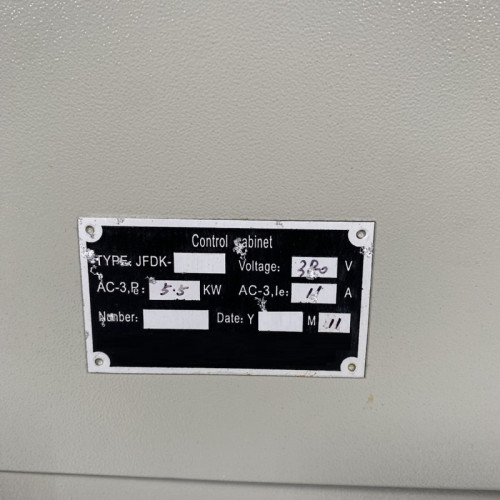 Control cabinet
TYPE: JFDK- Voltage: 380 V
AC-3,P: 5.5 KW AC-3,Ie: 11 A
Number: Date: Y M 11